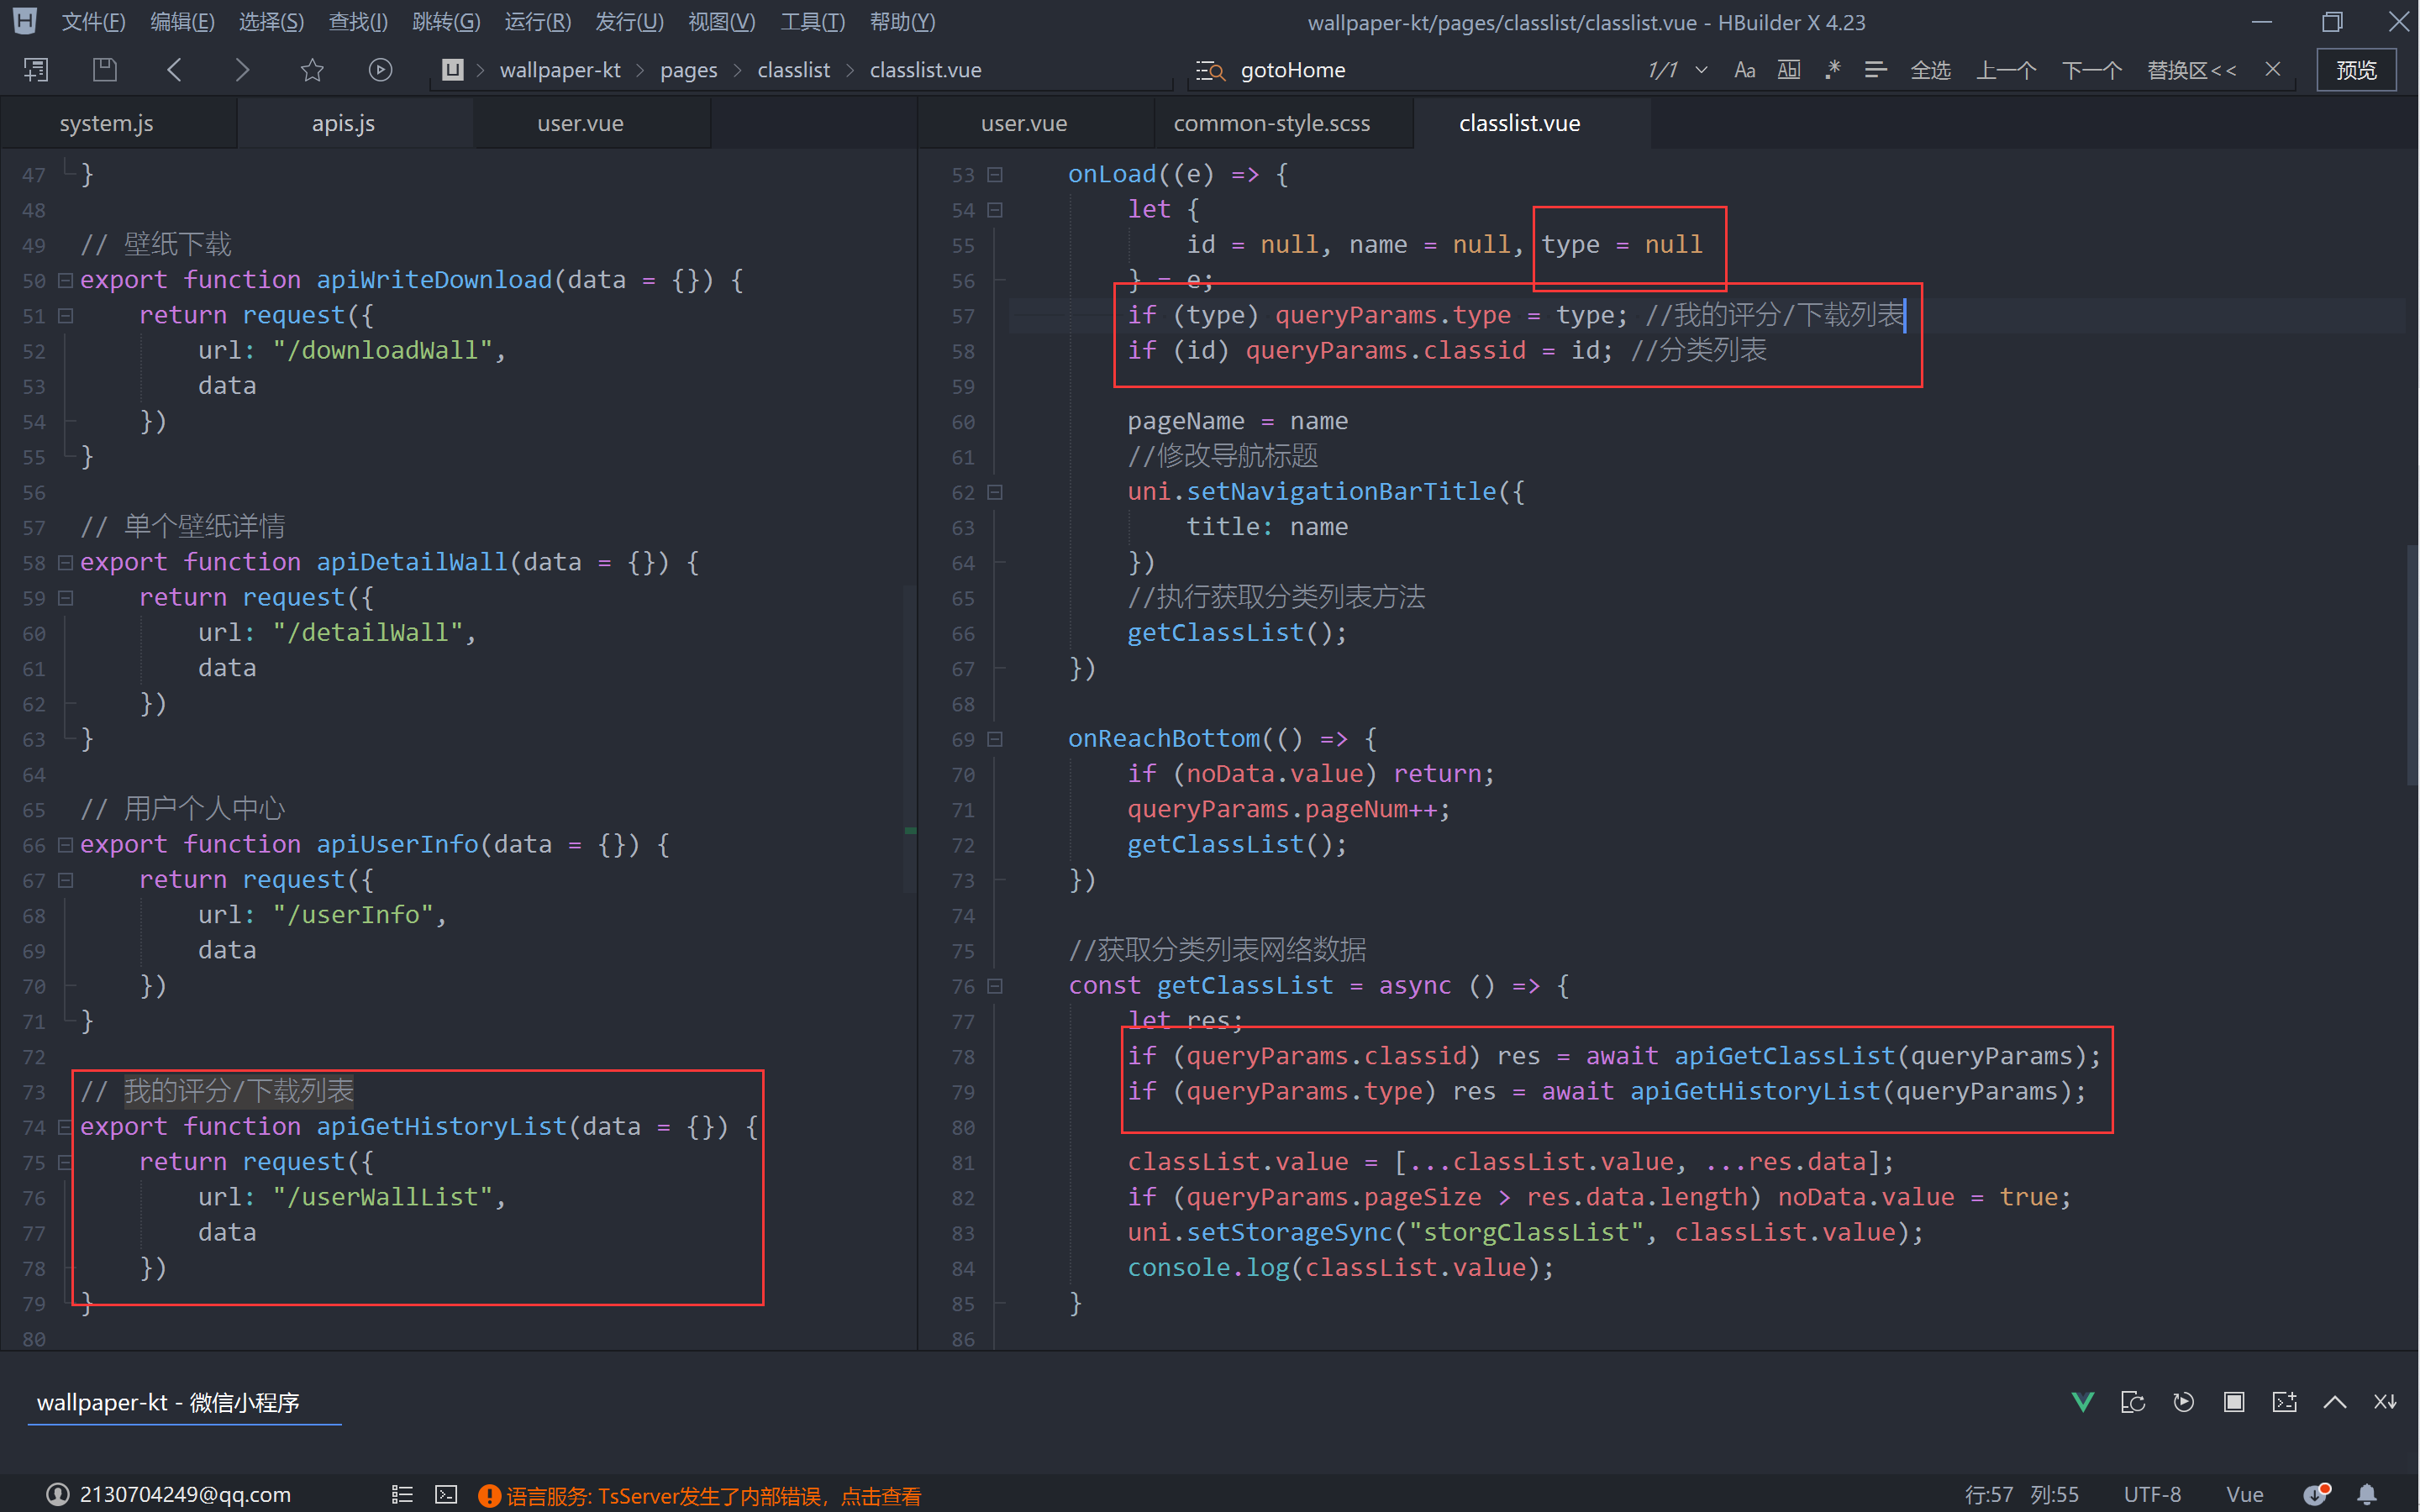 文件(F) 编辑(E) 选择(S) 查找(I) 跳转(G) 运行(R) 发行(U) 视图(V) 工具(T) 帮助(Y) wallpaper-kt/pages/classlist/classlist.vue - HBuilder X 4.23
wallpaper-kt > pages > classlist > classlist.vue gotoHome 1/1 Aa Ab .* 全选 上一个 下一个 替换区<< 预览
system.js apis.js user.vue
47 }
48
49 // 壁纸下载
50 export function apiWriteDownload(data = {}) {
51 return request({
52 url: "/downloadWall",
53 data
54 })
55 }
56
57 // 单个壁纸详情
58 export function apiDetailWall(data = {}) {
59 return request({
60 url: "/detailWall",
61 data
62 })
63 }
64
65 // 用户个人中心
66 export function apiUserInfo(data = {}) {
67 return request({
68 url: "/userInfo",
69 data
70 })
71 }
72
73 // 我的评分/下载列表
74 export function apiGetHistoryList(data = {}) {
75 return request({
76 url: "/userWallList",
77 data
78 })
79 }
80
user.vue common-style.scss classlist.vue
53 onLoad((e) => {
54 let {
55 id = null, name = null, type = null
56 } = e;
57 if (type) queryParams.type = type; //我的评分/下载列表
58 if (id) queryParams.classid = id; //分类列表
59
60 pageName = name
61 //修改导航标题
62 uni.setNavigationBarTitle({
63 title: name
64 })
65 //执行获取分类列表方法
66 getClassList();
67 })
68
69 onReachBottom(() => {
70 if (noData.value) return;
71 queryParams.pageNum++;
72 getClassList();
73 })
74
75 //获取分类列表网络数据
76 const getClassList = async () => {
77 let res;
78 if (queryParams.classid) res = await apiGetClassList(queryParams);
79 if (queryParams.type) res = await apiGetHistoryList(queryParams);
80
81 classList.value = [...classList.value, ...res.data];
82 if (queryParams.pageSize > res.data.length) noData.value = true;
83 uni.setStorageSync("storgClassList", classList.value);
84 console.log(classList.value);
85 }
86
wallpaper-kt - 微信小程序
2130704249@qq.com 语言服务: TsServer发生了内部错误，点击查看 行:57 列:55 UTF-8 Vue